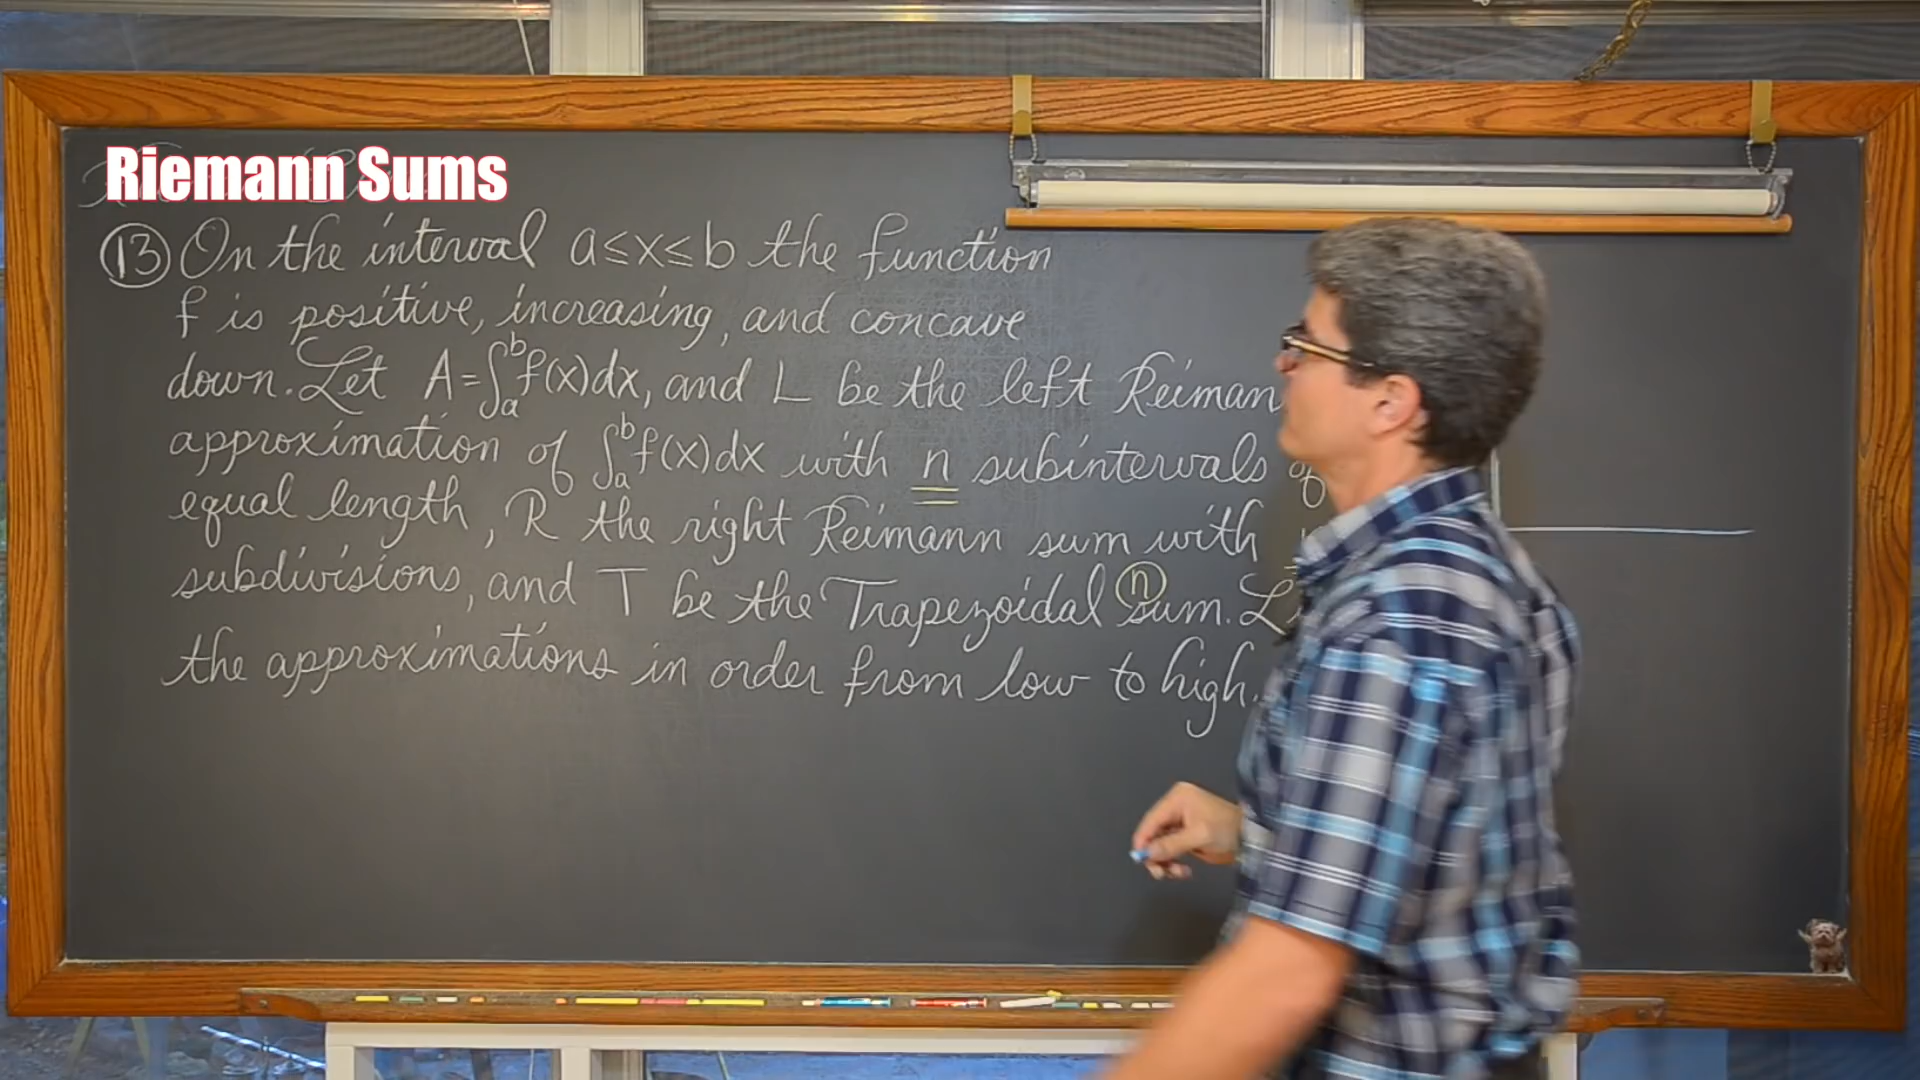 Riemann Sums
13 On the interval a≤x≤b the function
f is positive, increasing, and concave
down. Let A=∫ₐᵇf(x)dx, and L be the left Reiman
approximation of ∫ₐᵇf(x)dx with n subintervals of
equal length, R the right Reimann sum with
subdivisions, and T be the Trapezoidal sum. n
the approximations in order from low to high.